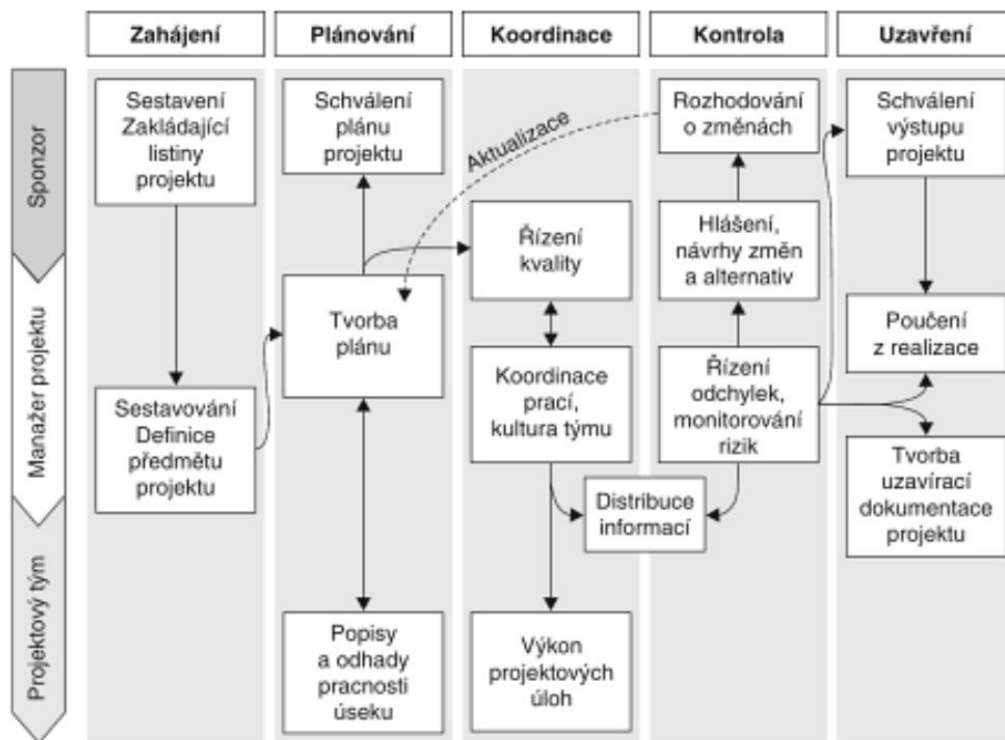 Zahájení
Plánování
Koordinace
Kontrola
Uzavření
Sponzor
Manažer projektu
Projektový tým
Sestavení
Zakládající
listiny
projektu
Sestavování
Definice
předmětu
projektu
Schválení
plánu
projektu
Tvorba
plánu
Popisy
a odhady
pracnosti
úseku
Aktualizace
Řízení
kvality
Koordinace
prací,
kultura týmu
Distribuce
informací
Výkon
projektových
úloh
Rozhodování
o změnách
Hlášení,
návrhy změn
a alternativ
Řízení
odchylek,
monitorování
rizik
Schválení
výstupu
projektu
Poučení
z realizace
Tvorba
uzavírací
dokumentace
projektu